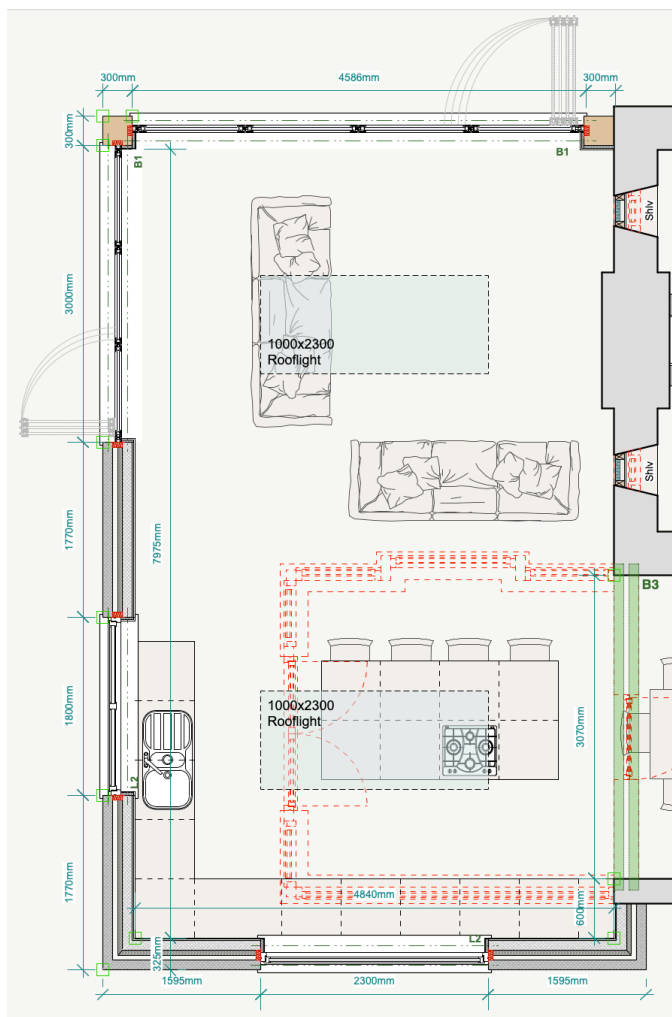 300mm
4586mm
300mm
300mm
B1
B1
Shlv
3000mm
1000x2300
Rooflight
Shlv
1770mm
7975mm
B3
1800mm
1000x2300
Rooflight
3070mm
L2
1770mm
4840mm
600mm
L2
325mm
1595mm
2300mm
1595mm